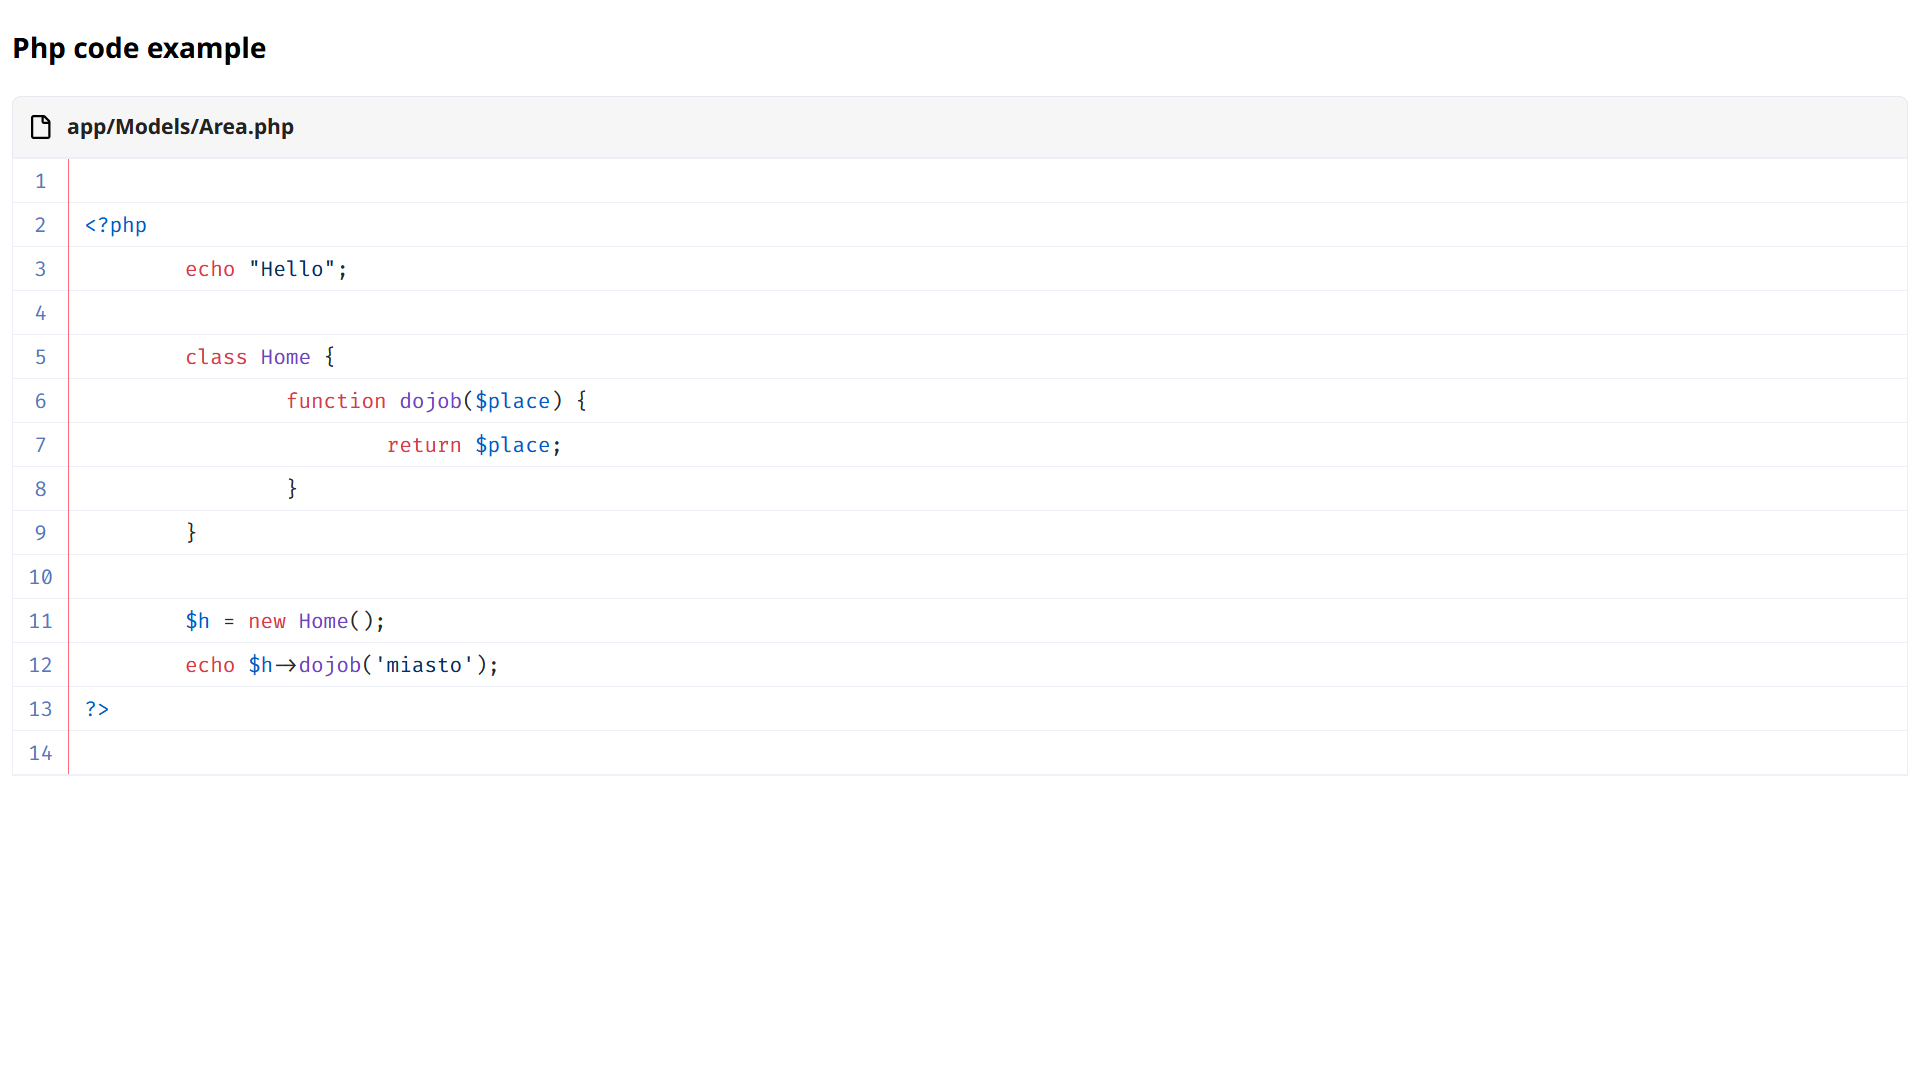 Php code example
app/Models/Area.php
1
2 <?php
3 echo "Hello";
4
5 class Home {
6 function dojob($place) {
7 return $place;
8 }
9 }
10
11 $h = new Home();
12 echo $h->dojob('miasto');
13 ?>
14